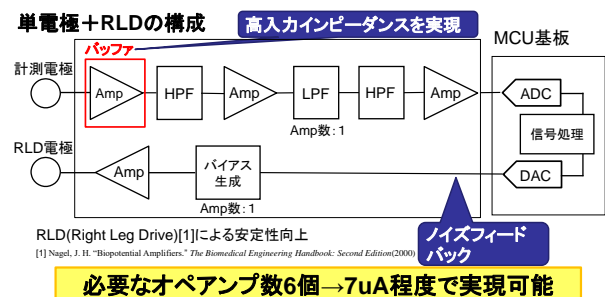 単電極＋RLDの構成
高入力インピーダンスを実現
バッファ
MCU基板
計測電極
Amp
HPF
Amp
LPF
HPF
Amp
ADC
Amp数：1
信号処理
RLD電極
Amp
バイアス
生成
DAC
Amp数：1
RLD(Right Leg Drive)[1]による安定性向上
ノイズフィード
バック
[1] Nagel, J. H. "Biopotential Amplifiers." The Biomedical Engineering Handbook: Second Edition(2000)
必要なオペアンプ数6個→7uA程度で実現可能